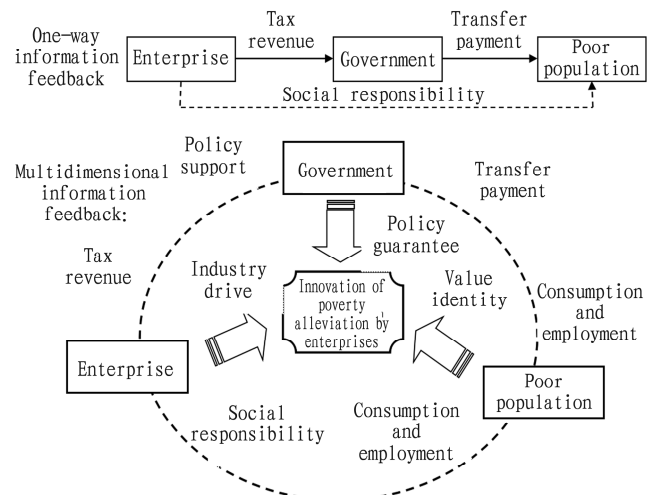 One-way
information
feedback
Enterprise
Tax
revenue
Government
Transfer
payment
Poor
population
Social responsibility
Multidimensional
information
feedback:
Policy
support
Government
Transfer
payment
Policy
guarantee
Tax
revenue
Industry
drive
Innovation of
poverty
alleviation by
enterprises
Value
identity
Consumption
and
employment
Enterprise
Poor
population
Social
responsibility
Consumption
and
employment